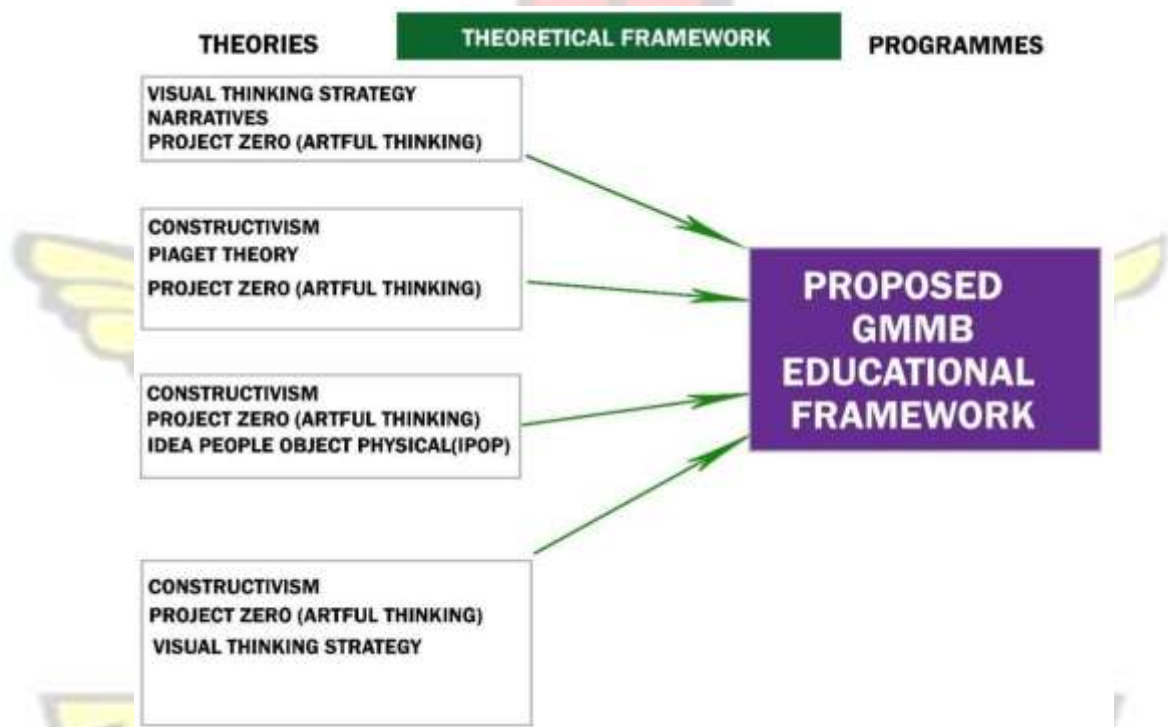 THEORIES
THEORETICAL FRAMEWORK
PROGRAMMES
VISUAL THINKING STRATEGY
NARRATIVES
PROJECT ZERO (ARTFUL THINKING)
CONSTRUCTIVISM
PIAGET THEORY
PROJECT ZERO (ARTFUL THINKING)
CONSTRUCTIVISM
PROJECT ZERO (ARTFUL THINKING)
IDEA PEOPLE OBJECT PHYSICAL(IPOP)
CONSTRUCTIVISM
PROJECT ZERO (ARTFUL THINKING)
VISUAL THINKING STRATEGY
PROPOSED
GMMB
EDUCATIONAL
FRAMEWORK